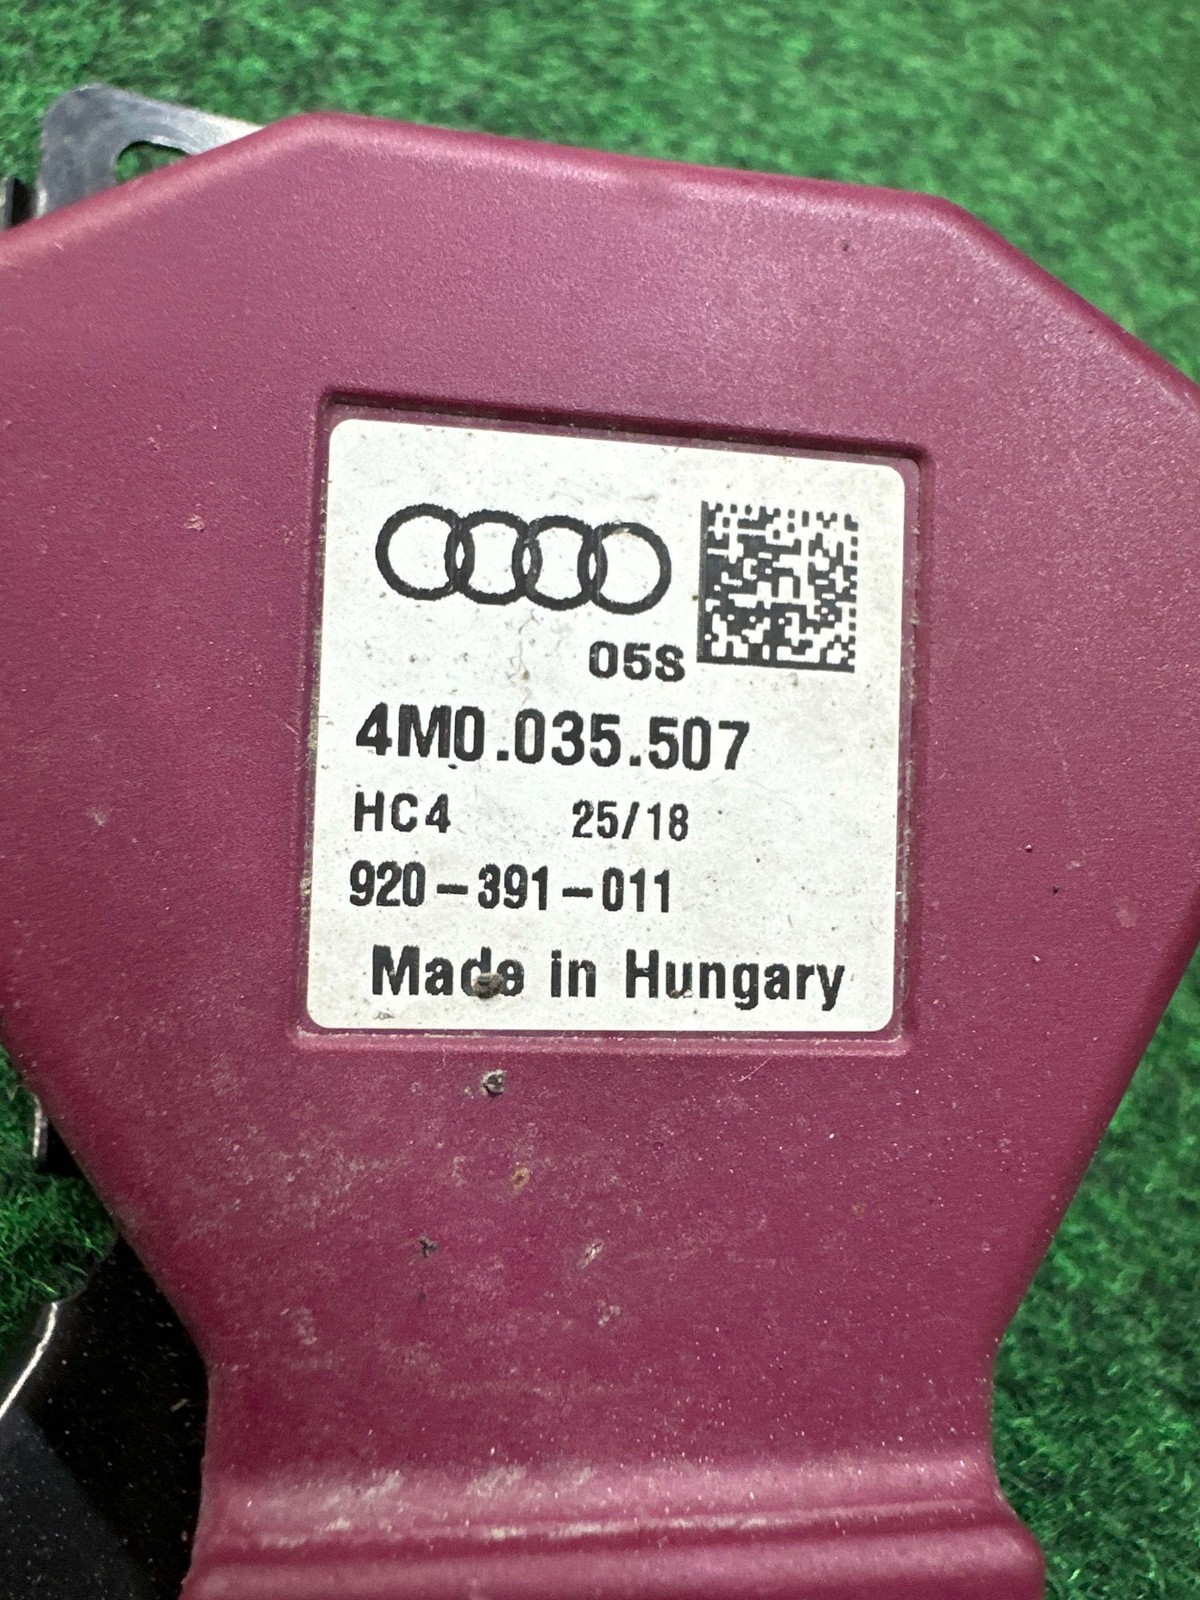 05S
4M0.035.507
HC4 25/18
920-391-011
Made in Hungary